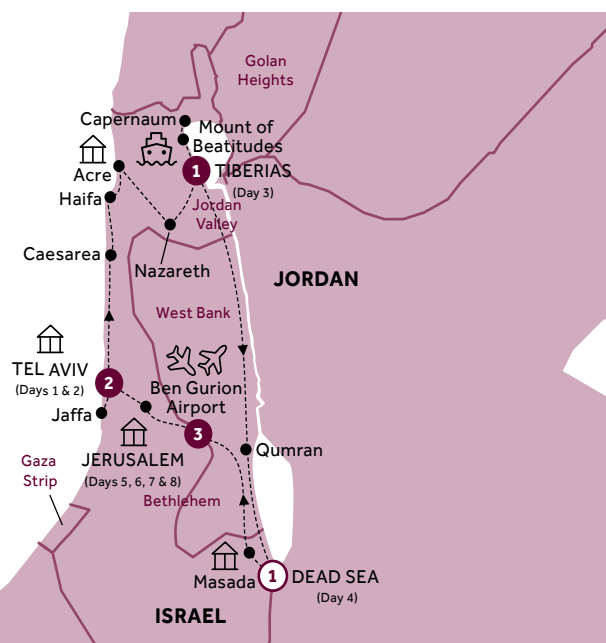 Golan
Heights
Capernaum
Mount of
Beatitudes
Acre
1
TIBERIAS
(Day 3)
Haifa
Jordan
Valley
Caesarea
Nazareth
JORDAN
West Bank
TEL AVIV
(Days 1 & 2)
2
Ben Gurion
Airport
Jaffa
3
JERUSALEM
(Days 5, 6, 7 & 8)
Qumran
Gaza
Strip
Bethlehem
Masada
1
DEAD SEA
(Day 4)
ISRAEL